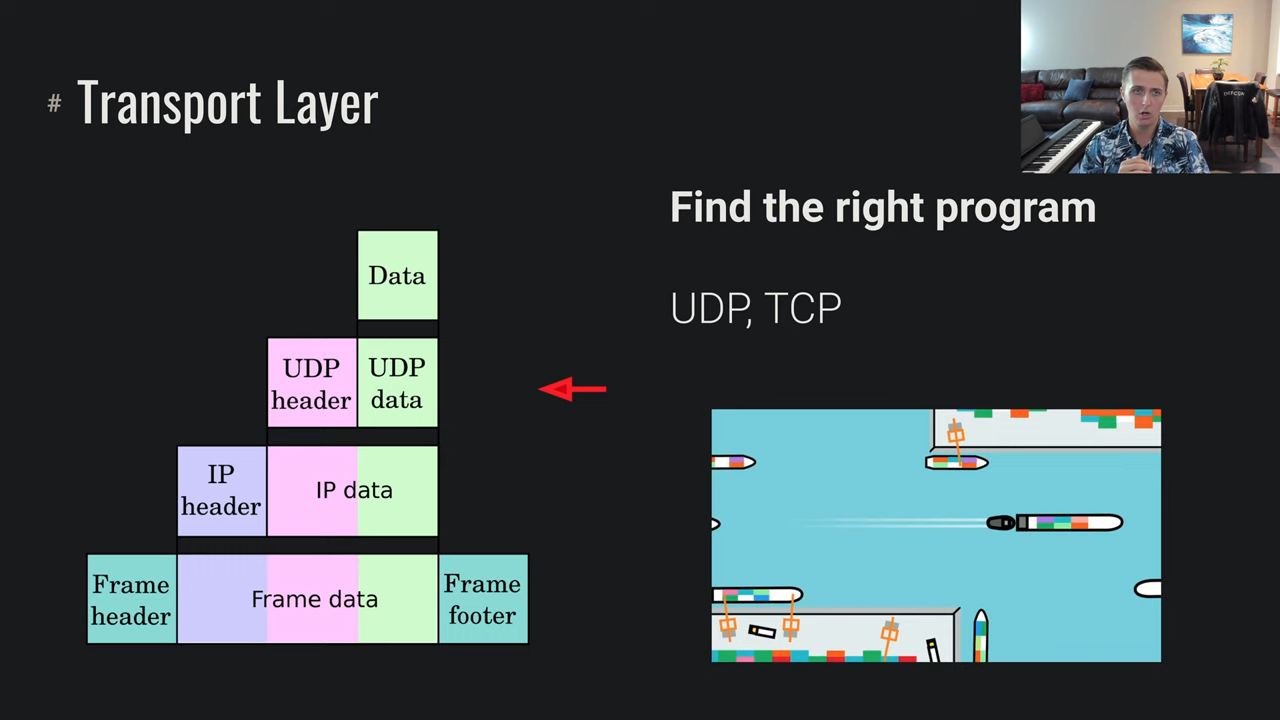 # Transport Layer
DEFCON
Find the right program
UDP, TCP
Data
UDP
header
UDP
data
IP
header
IP data
Frame
header
Frame data
Frame
footer